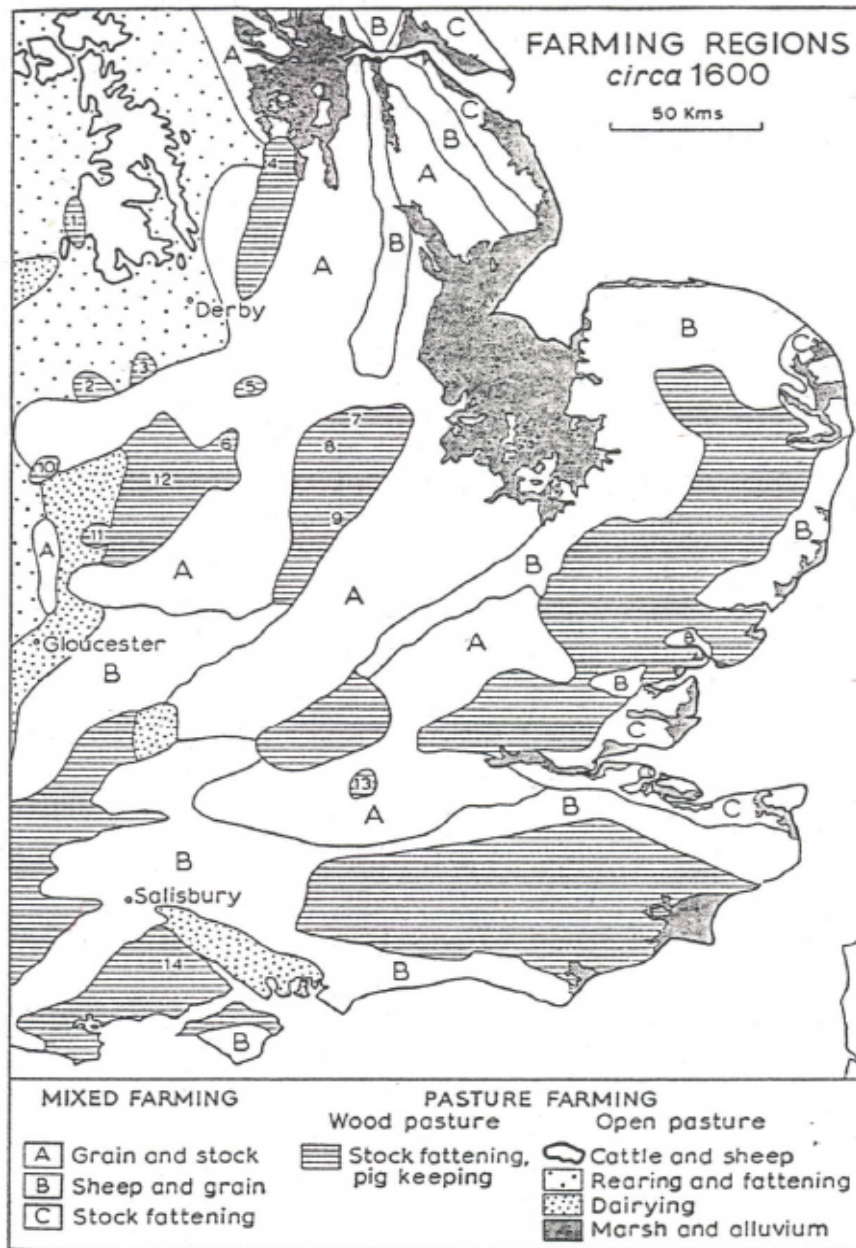 FARMING REGIONS
circa 1600
50 Kms
A
B
C
C
B
A
4
1
B
A
Derby
B
C
3
2
5
7
6
8
10
12
9
B
11
A
A
B
A
A
B
Gloucester
B
B
C
13
A
B
C
B
Salisbury
14
B
B
MIXED FARMING
A Grain and stock
B Sheep and grain
C Stock fattening
PASTURE FARMING
Wood pasture
Stock fattening,
pig keeping
Open pasture
Cattle and sheep
Rearing and fattening
Dairying
Marsh and alluvium